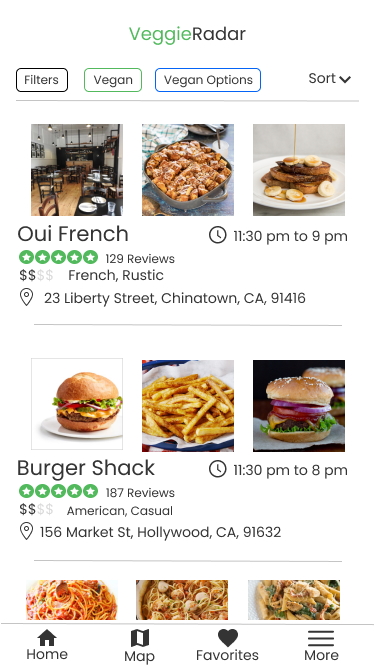 VeggieRadar
Filters Vegan Vegan Options Sort
Oui French 11:30 pm to 9 pm
129 Reviews
$$$$ French, Rustic
23 Liberty Street, Chinatown, CA, 91416
Burger Shack 11:30 pm to 8 pm
187 Reviews
$$$$ American, Casual
156 Market St, Hollywood, CA, 91632
Home Map Favorites More